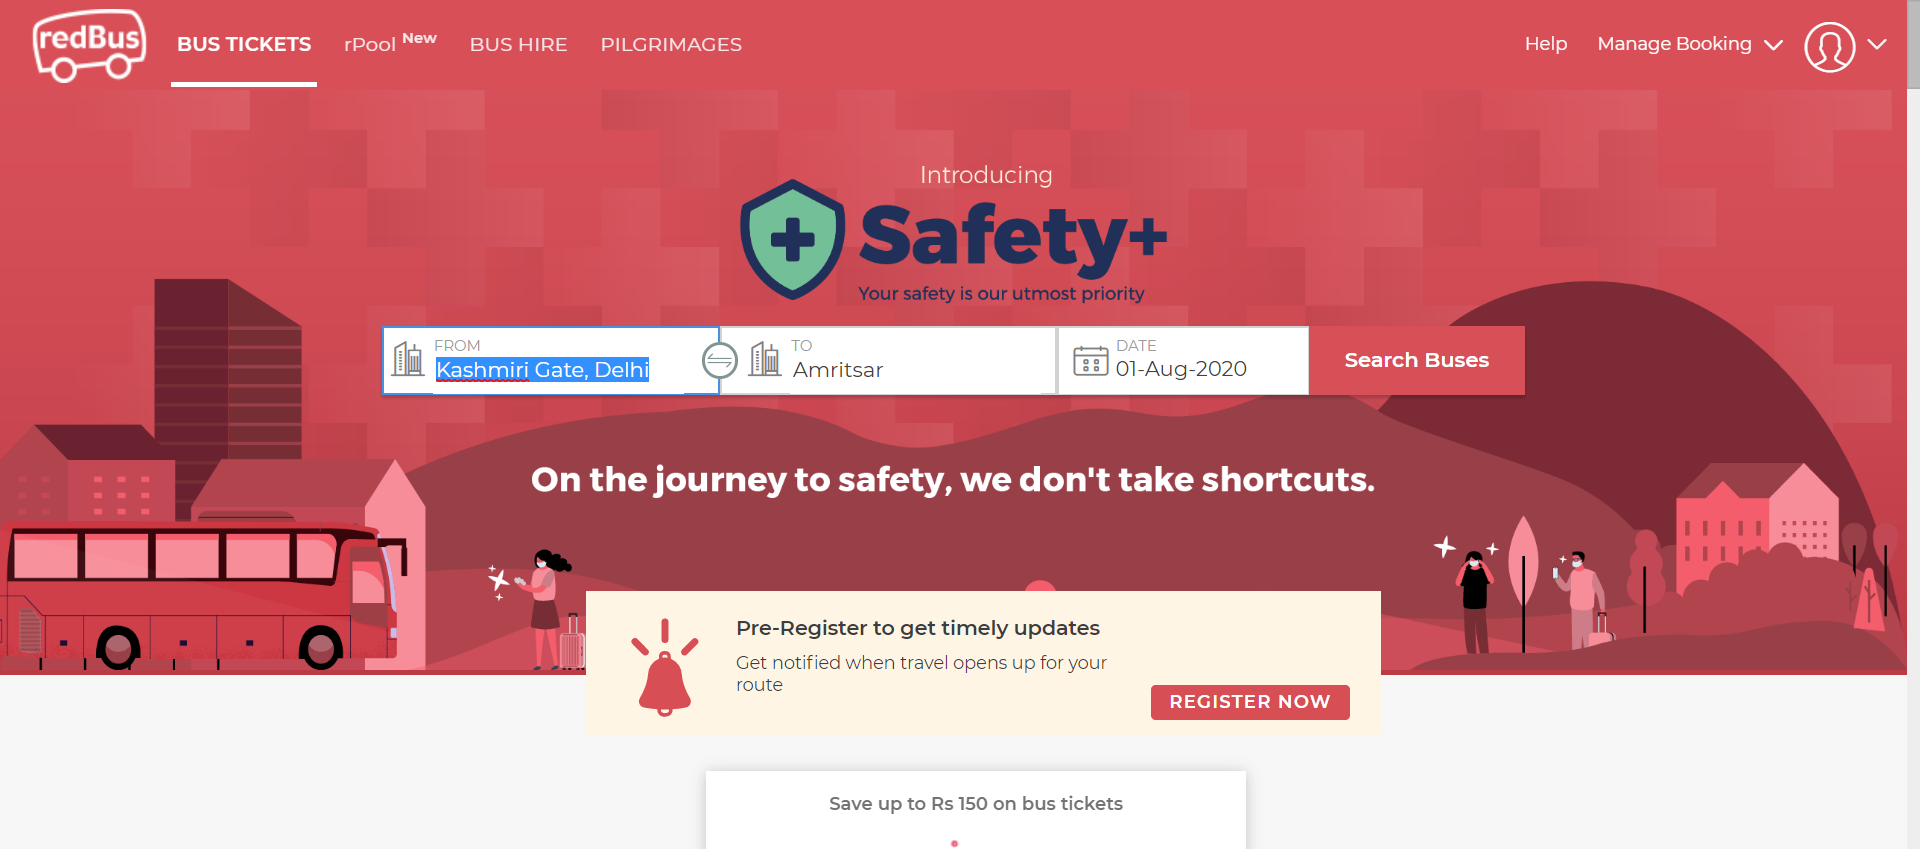 redBus
BUS TICKETS
rPool New
BUS HIRE
PILGRIMAGES
Help
Manage Booking
Introducing
Safety+
Your safety is our utmost priority
FROM
Kashmiri Gate, Delhi
TO
Amritsar
DATE
01-Aug-2020
Search Buses
On the journey to safety, we don't take shortcuts.
Pre-Register to get timely updates
Get notified when travel opens up for your
route
REGISTER NOW
Save up to Rs 150 on bus tickets